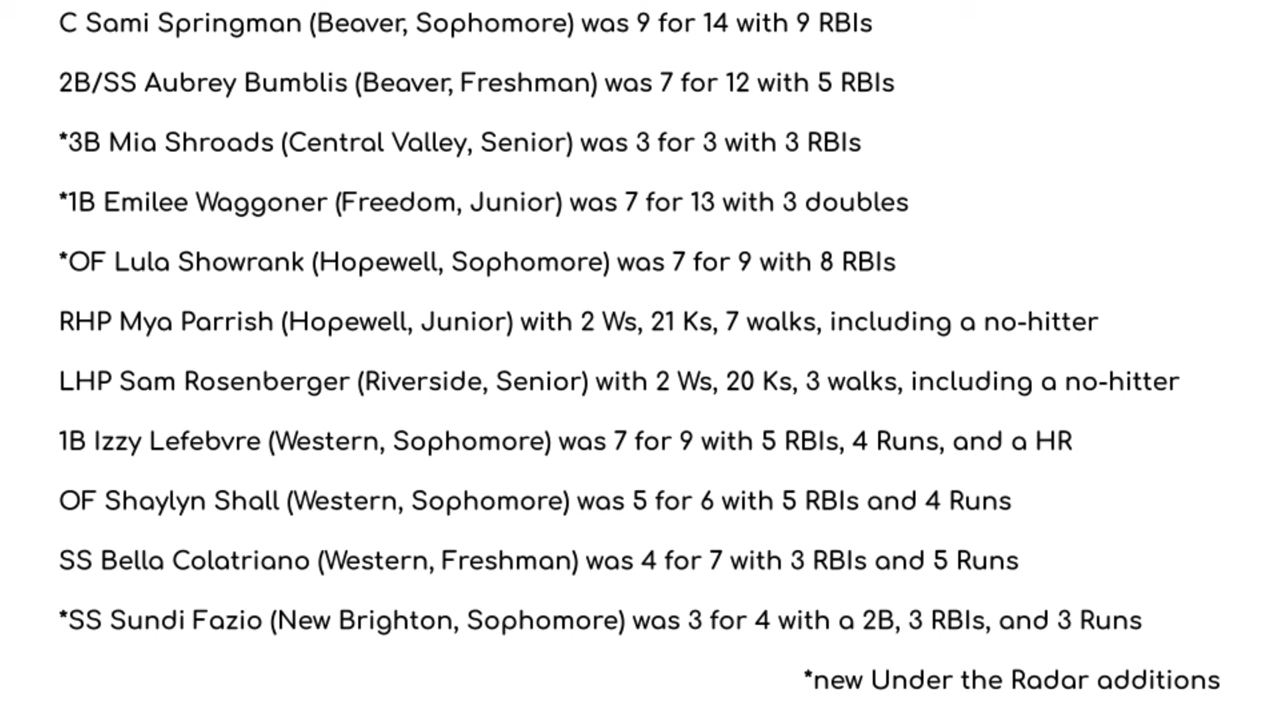 C Sami Springman (Beaver, Sophomore) was 9 for 14 with 9 RBIs
2B/SS Aubrey Bumblis (Beaver, Freshman) was 7 for 12 with 5 RBIs
*3B Mia Shroads (Central Valley, Senior) was 3 for 3 with 3 RBIs
*1B Emilee Waggoner (Freedom, Junior) was 7 for 13 with 3 doubles
*OF Lula Showrank (Hopewell, Sophomore) was 7 for 9 with 8 RBIs
RHP Mya Parrish (Hopewell, Junior) with 2 Ws, 21 Ks, 7 walks, including a no-hitter
LHP Sam Rosenberger (Riverside, Senior) with 2 Ws, 20 Ks, 3 walks, including a no-hitter
1B Izzy Lefebvre (Western, Sophomore) was 7 for 9 with 5 RBIs, 4 Runs, and a HR
OF Shaylyn Shall (Western, Sophomore) was 5 for 6 with 5 RBIs and 4 Runs
SS Bella Colatriano (Western, Freshman) was 4 for 7 with 3 RBIs and 5 Runs
*SS Sundi Fazio (New Brighton, Sophomore) was 3 for 4 with a 2B, 3 RBIs, and 3 Runs
*new Under the Radar additions